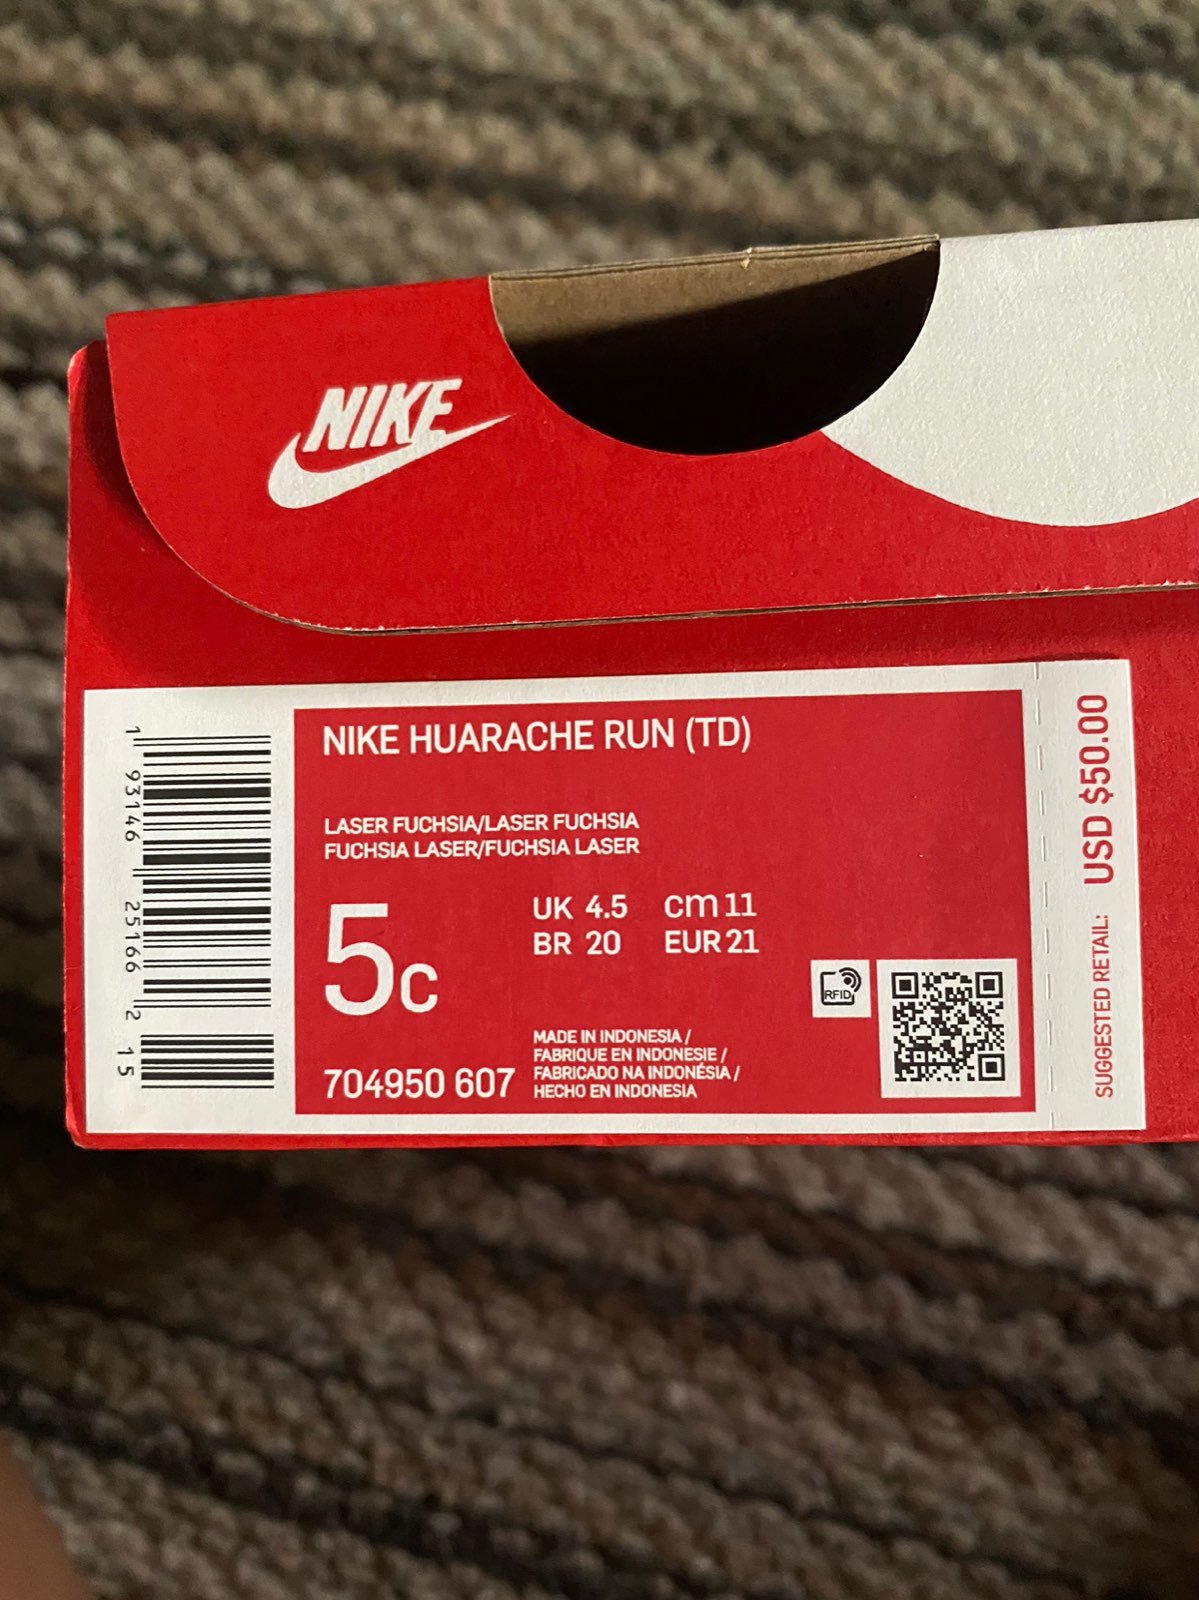 NIKE
NIKE HUARACHE RUN (TD)
LASER FUCHSIA/LASER FUCHSIA
FUCHSIA LASER/FUCHSIA LASER
5c
UK 4.5 cm 11
BR 20 EUR 21
704950 607
MADE IN INDONESIA /
FABRIQUE EN INDONESIE /
FABRICADO NA INDONÉSIA /
HECHO EN INDONESIA
RFID
1 93146 25166 2 15
SUGGESTED RETAIL: USD $50.00